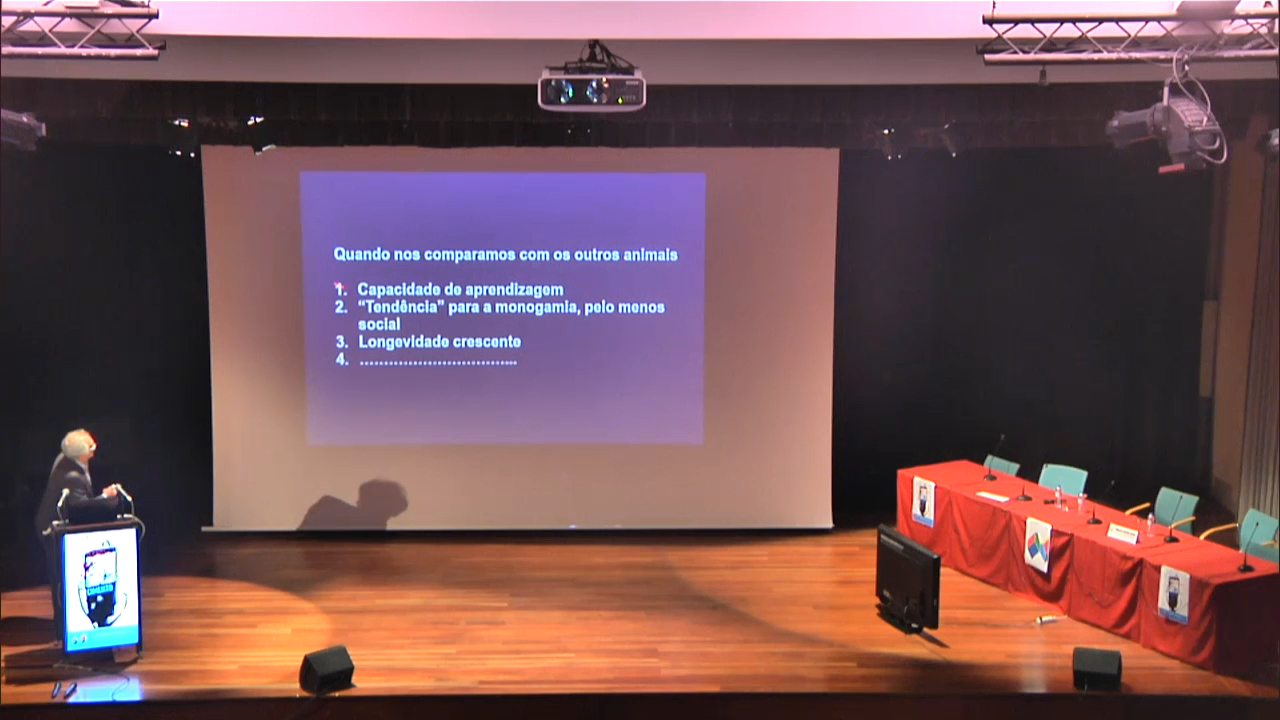 Quando nos comparamos com os outros animais
1. Capacidade de aprendizagem
2. “Tendência” para a monogamia, pelo menos
social
3. Longevidade crescente
4. ................................